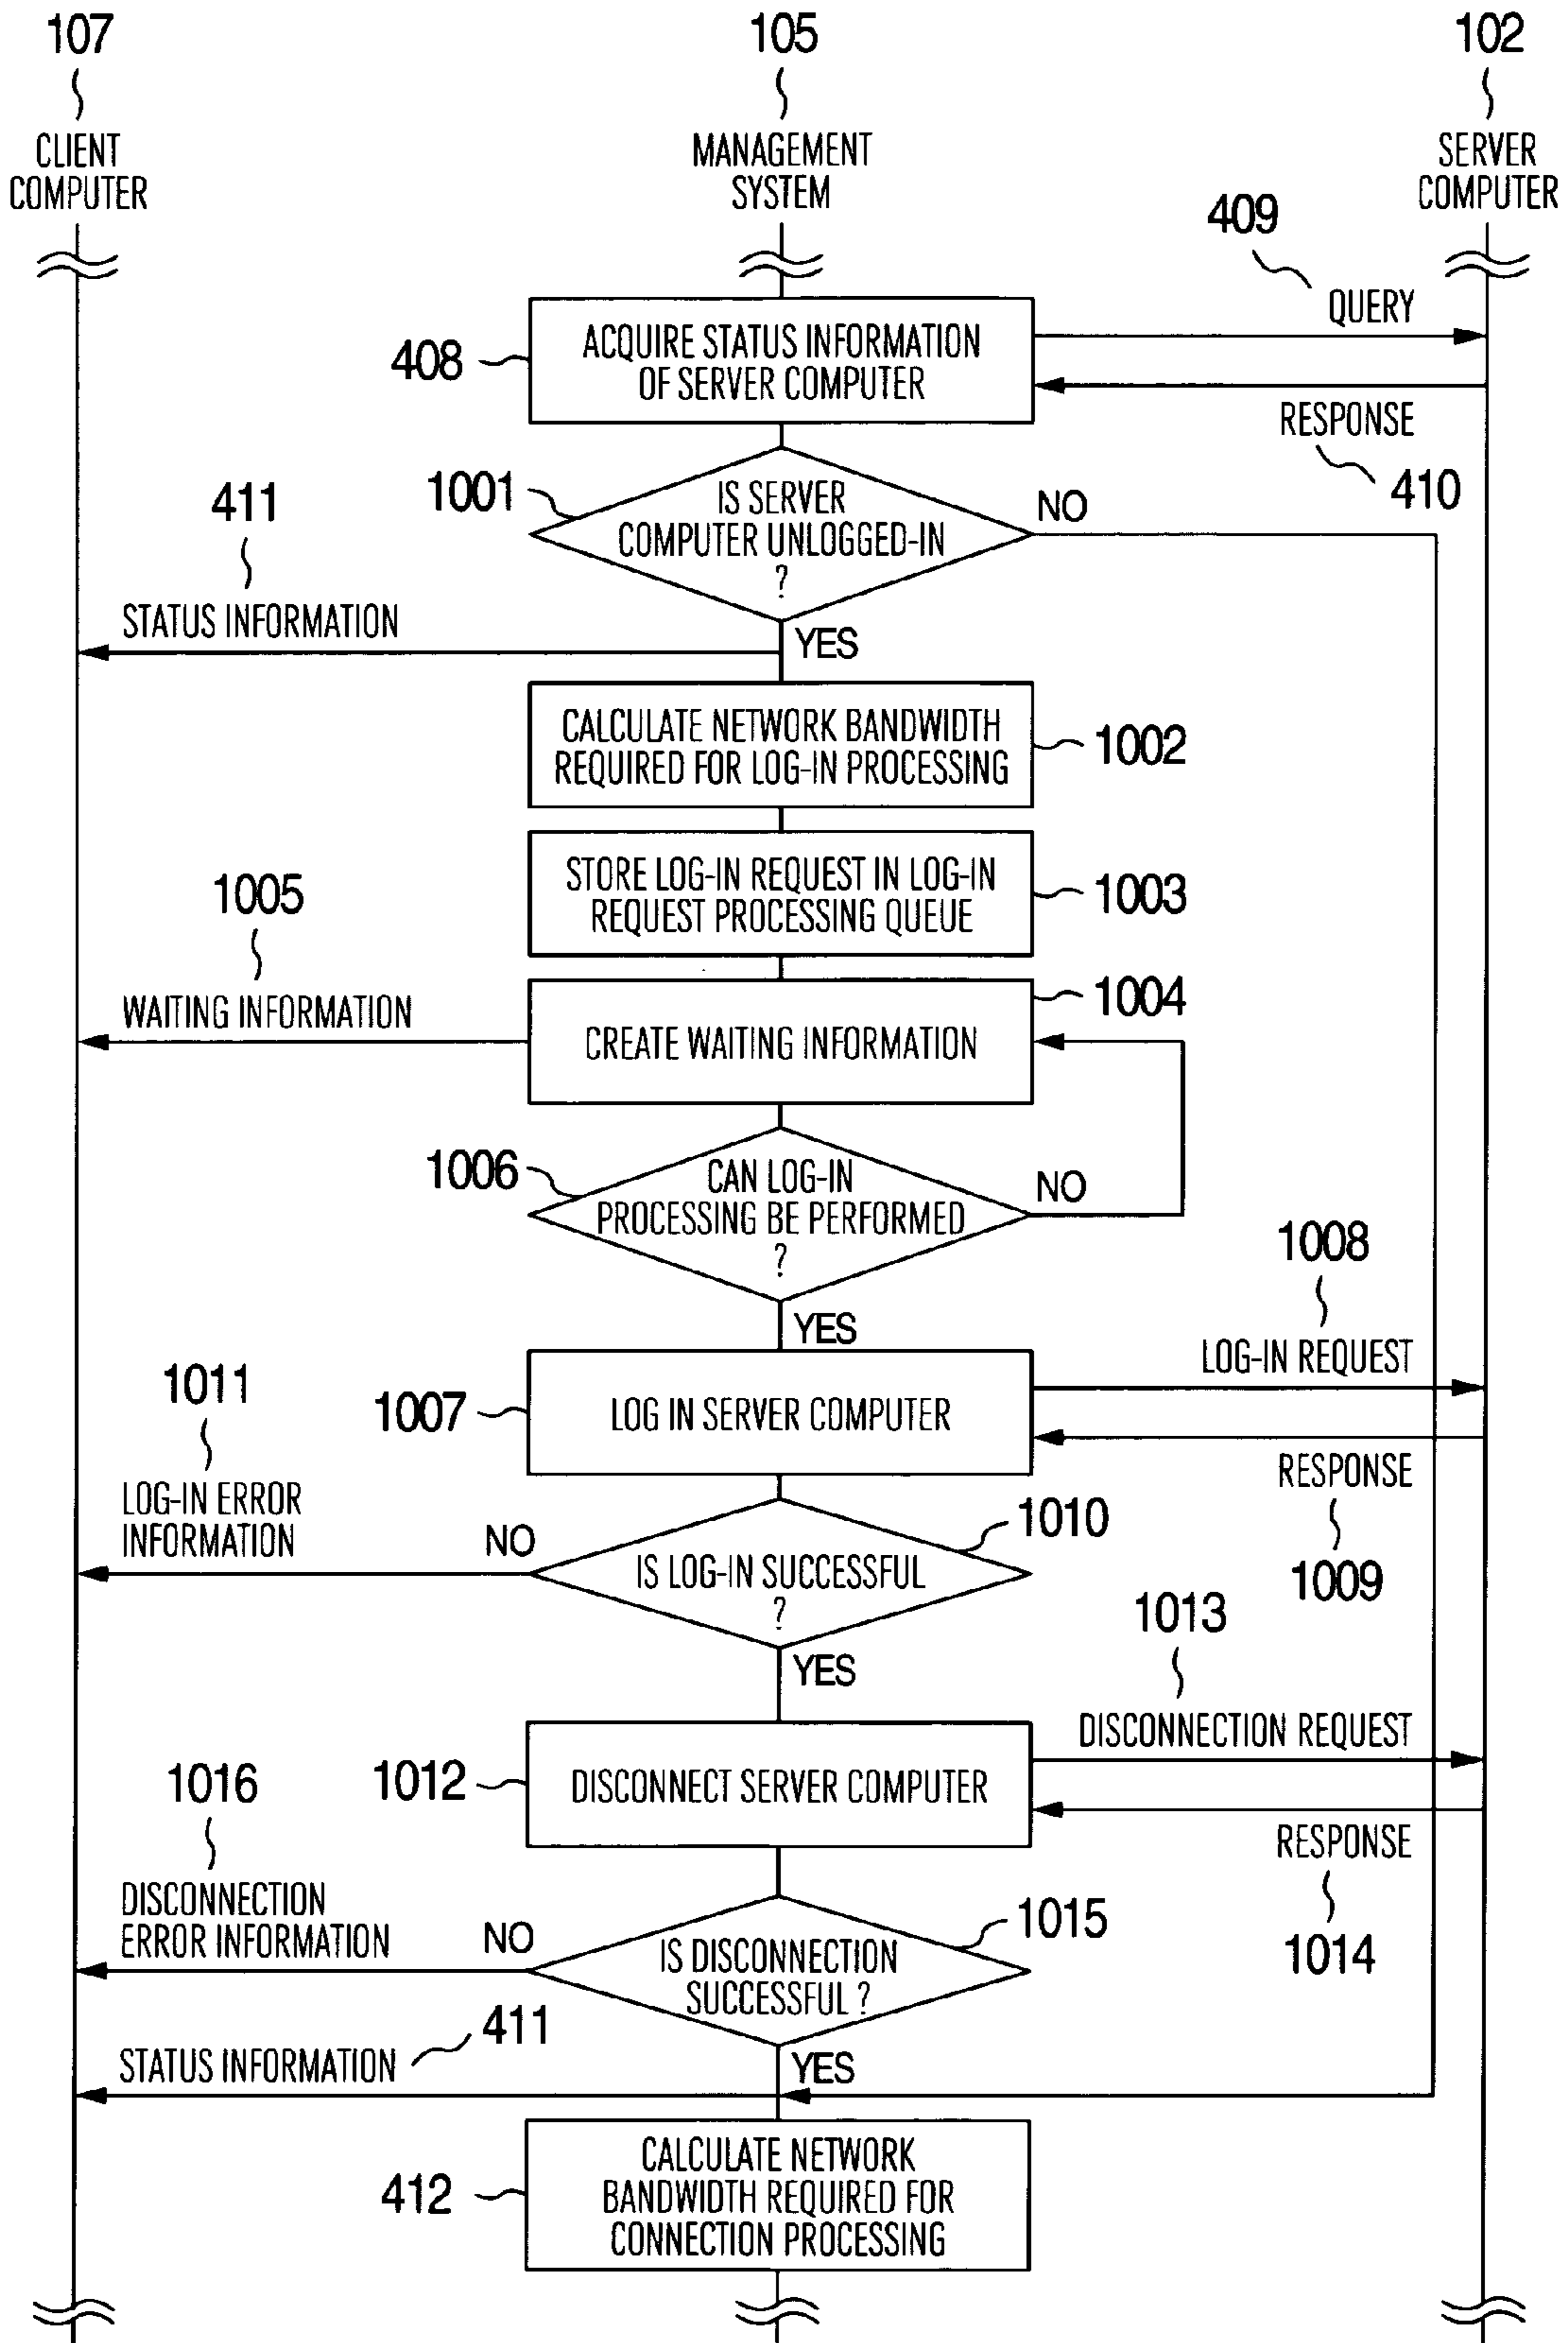 107
105
102
CLIENT
COMPUTER
MANAGEMENT
SYSTEM
SERVER
COMPUTER
409
QUERY
408
ACQUIRE STATUS INFORMATION
OF SERVER COMPUTER
RESPONSE
410
1001
IS SERVER
COMPUTER UNLOGGED-IN
?
NO
411
STATUS INFORMATION
YES
CALCULATE NETWORK BANDWIDTH
REQUIRED FOR LOG-IN PROCESSING
1002
STORE LOG-IN REQUEST IN LOG-IN
REQUEST PROCESSING QUEUE
1003
1005
WAITING INFORMATION
CREATE WAITING INFORMATION
1004
1006
CAN LOG-IN
PROCESSING BE PERFORMED
?
NO
YES
1008
LOG-IN REQUEST
1007
LOG IN SERVER COMPUTER
RESPONSE
1009
1011
LOG-IN ERROR
INFORMATION
NO
IS LOG-IN SUCCESSFUL
?
1010
YES
1013
DISCONNECTION REQUEST
1012
DISCONNECT SERVER COMPUTER
RESPONSE
1014
1016
DISCONNECTION
ERROR INFORMATION
NO
IS DISCONNECTION
SUCCESSFUL ?
1015
411
STATUS INFORMATION
YES
412
CALCULATE NETWORK
BANDWIDTH REQUIRED FOR
CONNECTION PROCESSING